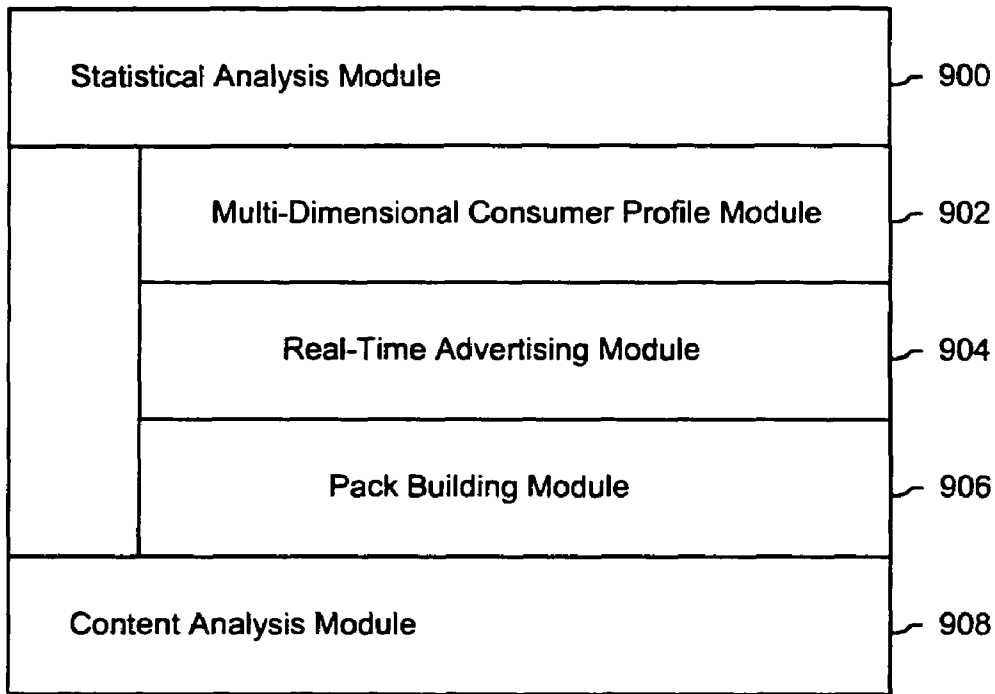 Statistical Analysis Module 900
Multi-Dimensional Consumer Profile Module 902
Real-Time Advertising Module 904
Pack Building Module 906
Content Analysis Module 908